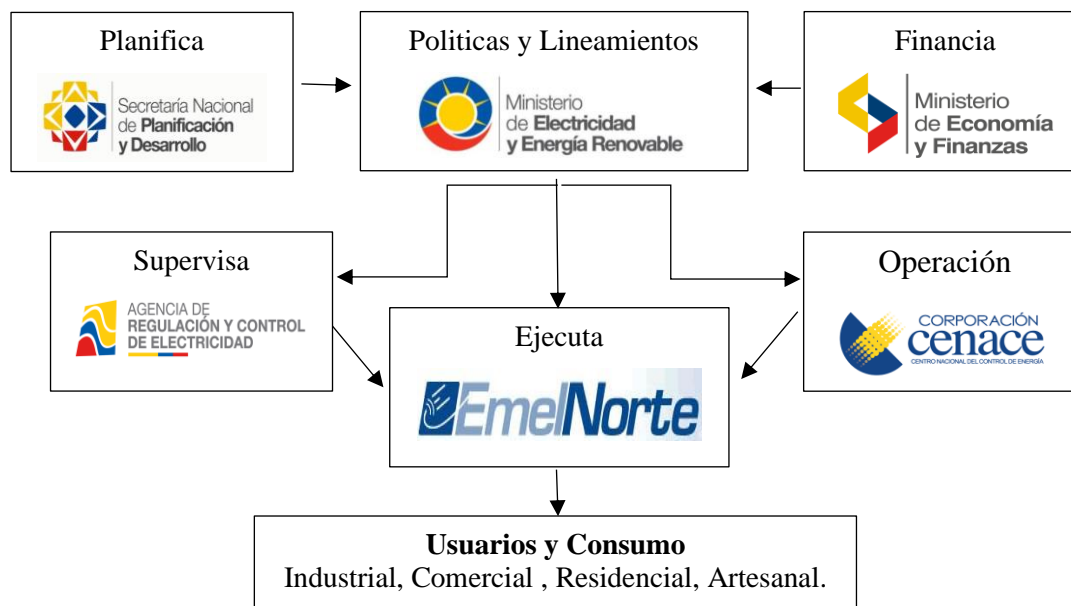 Planifica
Secretaría Nacional
de Planificación
y Desarrollo
Politicas y Lineamientos
Ministerio
de Electricidad
y Energía Renovable
Financia
Ministerio
de Economía
y Finanzas
Supervisa
AGENCIA DE
REGULACIÓN Y CONTROL
DE ELECTRICIDAD
Ejecuta
EmelNorte
Operación
CORPORACIÓN
cenace
CENTRO NACIONAL DEL CONTROL DE ENERGÍA
Usuarios y Consumo
Industrial, Comercial , Residencial, Artesanal.